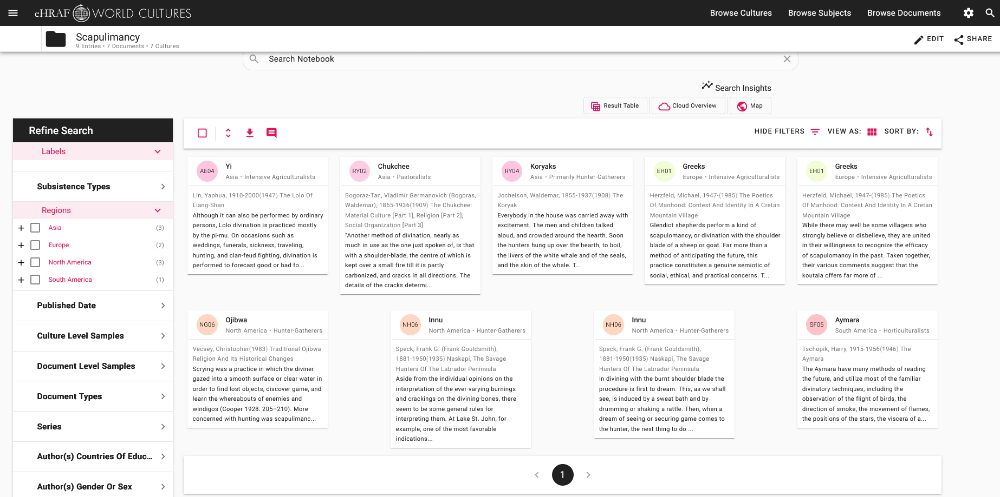 eHRAF WORLD CULTURES
Browse Cultures
Browse Subjects
Browse Documents
Scapulimancy
9 Entries • 7 Documents • 7 Cultures
EDIT
SHARE
Search Notebook
Search Insights
Result Table
Cloud Overview
Map
Refine Search
Labels
Subsistence Types
Regions
Asia (3)
Europe (2)
North America (3)
South America (1)
Published Date
Culture Level Samples
Document Level Samples
Document Types
Series
Author(s) Countries Of Educ...
Author(s) Gender Or Sex
HIDE FILTERS
VIEW AS:
SORT BY:
AE04
Yi
Asia • Intensive Agriculturalists
Lin, Yaohua, 1910-2000(1947) The Lolo Of
Liang-Shan
Although it can also be performed by ordinary
persons, Lolo divination is practiced mostly
by the pi-mu. On occasions such as
weddings, funerals, sickness, traveling,
hunting, and clan-feud fighting, divination is
performed to forecast good or bad fo...
RY02
Chukchee
Asia • Pastoralists
Bogoraz-Tan, Vladimir Germanovich (Bogoras,
Waldemar), 1865-1936(1909) The Chukchee:
Material Culture [Part 1], Religion [Part 2],
Social Organization [Part 3]
“Another method of divination, nearly as
much in use as the one just spoken of, is that
with a shoulder-blade, the centre of which is
kept over a small fire till it is partly
carbonized, and cracks in all directions. The
details of the cracks determi...
RY04
Koryaks
Asia • Primarily Hunter-Gatherers
Jochelson, Waldemar, 1855-1937(1908) The
Koryak
Everybody in the house was carried away with
excitement. The men and children talked
aloud, and crowded around the hearth. Soon
the hunters hung up over the hearth, to boil,
the livers of the white whale and of the seals,
and the skin of the whale. T...
EH01
Greeks
Europe • Intensive Agriculturalists
Herzfeld, Michael, 1947-(1985) The Poetics
Of Manhood: Contest And Identity In A Cretan
Mountain Village
Glendiot shepherds perform a kind of
scapulomancy, or divination with the shoulder
blade of a sheep or goat. Far more than a
method of anticipating the future, this
practice constitutes a genuine semiotic of
social, ethical, and practical concerns. T...
EH01
Greeks
Europe • Intensive Agriculturalists
Herzfeld, Michael, 1947-(1985) The Poetics
Of Manhood: Contest And Identity In A Cretan
Mountain Village
While there may well be some villagers who
strongly believe or disbelieve, they are united
in their willingness to recognize the efficacy
of scapulomancy in the past. Taken together,
their various comments suggest that the
koutala offers far more of ...
NG06
Ojibwa
North America • Hunter-Gatherers
Vecsey, Christopher(1983) Traditional Ojibwa
Religion And Its Historical Changes
Scrying was a practice in which the diviner
gazed into a smooth surface or clear water in
order to find lost objects, discover game, and
learn the whereabouts of enemies and
windigos (Cooper 1928: 205–210). More
concerned with hunting was scapulimanc...
NH06
Innu
North America • Hunter-Gatherers
Speck, Frank G. (Frank Gouldsmith),
1881-1950(1935) Naskapi, The Savage
Hunters Of The Labrador Peninsula
Aside from the individual opinions on the
interpretation of the ever-varying burnings
and crackings on the divining-bones, there
seem to be some general rules for
interpreting them. At Lake St. John, for
example, one of the most favorable
indications...
NH06
Innu
North America • Hunter-Gatherers
Speck, Frank G. (Frank Gouldsmith),
1881-1950(1935) Naskapi, The Savage
Hunters Of The Labrador Peninsula
In divining with the burnt shoulder blade the
procedure is first to dream. This, as we shall
see, is induced by a sweat bath and by
drumming or shaking a rattle. Then, when a
dream of seeing or securing game comes to
the hunter, the next thing to do ...
SF05
Aymara
South America • Horticulturalists
Tschopik, Harry, 1915-1956(1946) The
Aymara
The Aymara have many methods of reading
the future, and utilize most of the familiar
divinatory techniques, including the
observation of the flight of birds, the
direction of smoke, the movement of flames,
the positions of the stars, the viscera of a...
1